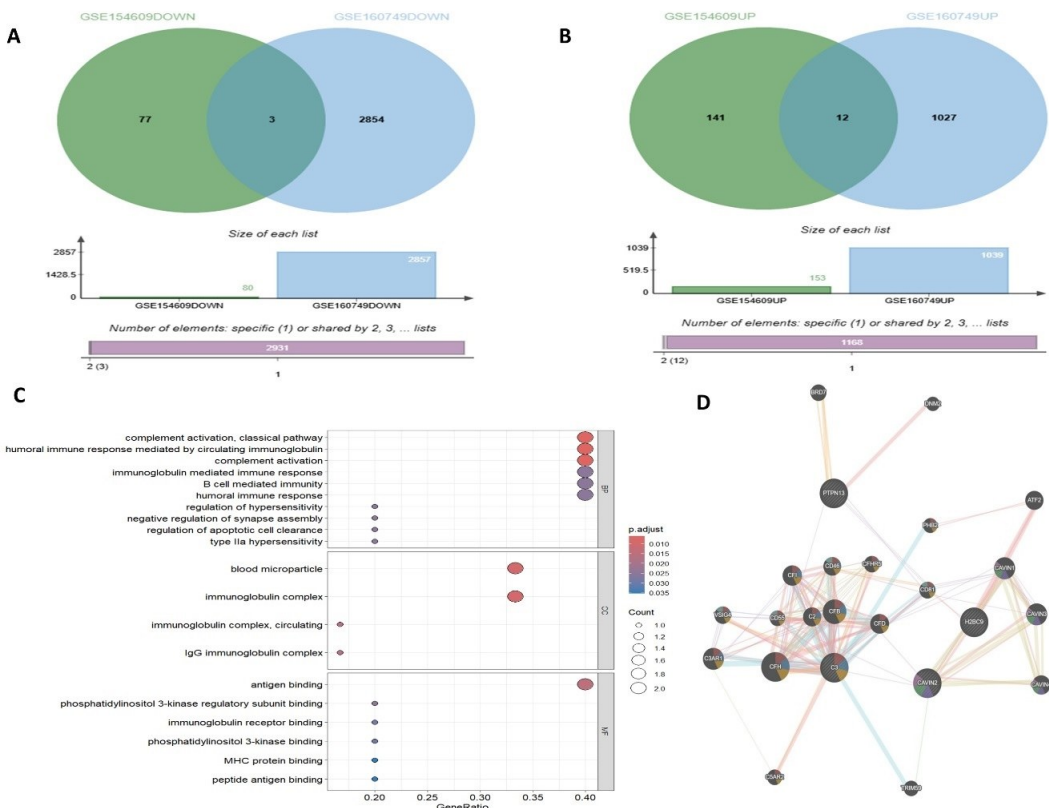 A
GSE154609DOWN
GSE160749DOWN
77
3
2854
Size of each list
2857
1428.5
0
80
2857
GSE154609DOWN
GSE160749DOWN
Number of elements: specific (1) or shared by 2, 3, ... lists
2931
2 (3)
1
B
GSE154609UP
GSE160749UP
141
12
1027
Size of each list
1039
519.5
0
153
1039
GSE154609UP
GSE160749UP
Number of elements: specific (1) or shared by 2, 3, ... lists
1168
2 (12)
1
C
complement activation, classical pathway
humoral immune response mediated by circulating immunoglobulin
complement activation
immunoglobulin mediated immune response
B cell mediated immunity
humoral immune response
regulation of hypersensitivity
negative regulation of synapse assembly
regulation of apoptotic cell clearance
type IIa hypersensitivity
BP
blood microparticle
immunoglobulin complex
immunoglobulin complex, circulating
IgG immunoglobulin complex
CC
antigen binding
phosphatidylinositol 3-kinase regulatory subunit binding
immunoglobulin receptor binding
phosphatidylinositol 3-kinase binding
MHC protein binding
peptide antigen binding
MF
0.20
0.25
0.30
0.35
0.40
GeneRatio
p.adjust
0.010
0.015
0.020
0.025
0.030
0.035
Count
1.0
1.2
1.4
1.6
1.8
2.0
D
BRD7
PTPN13
ATF2
CAVIN1
CFI
CD46
CFHR5
CD81
VSIG4
CD55
C2
CFB
CFD
H2BC9
CAVIN3
C3AR1
CFH
C3
CAVIN2
C5AR2